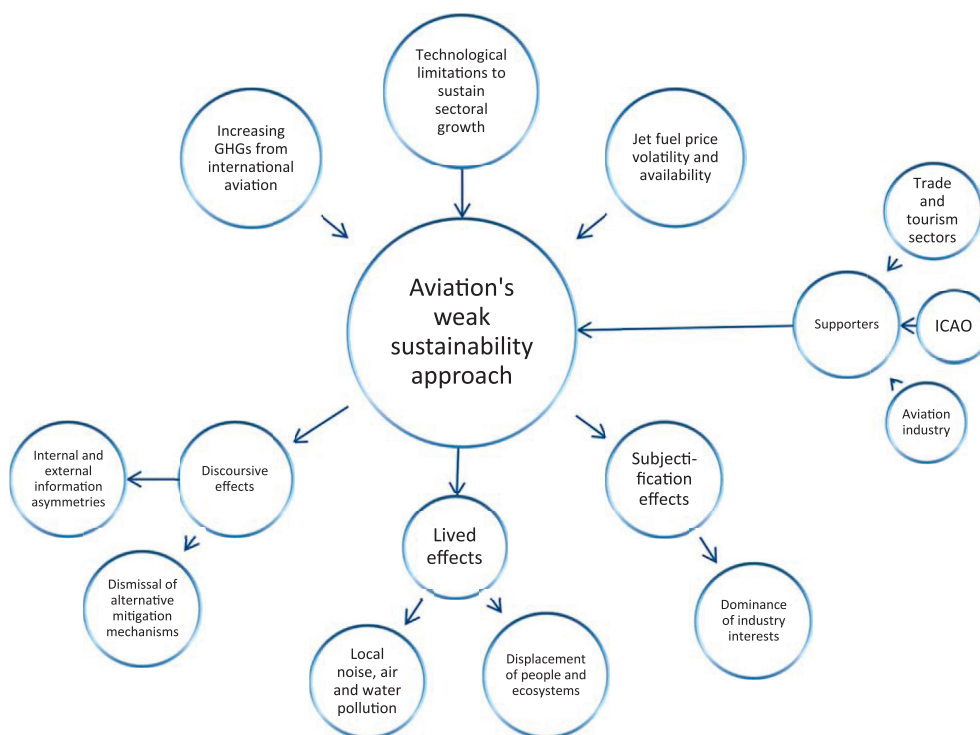 Technological
limitations to
sustain
sectoral
growth
Increasing
GHGs from
international
aviation
Jet fuel price
volatility and
availability
Trade
and
tourism
sectors
Aviation's
weak
sustainability
approach
Supporters
ICAO
Aviation
industry
Internal and
external
information
asymmetries
Discoursive
effects
Subjecti-
fication
effects
Lived
effects
Dismissal of
alternative
mitigation
mechanisms
Dominance
of industry
interests
Local
noise, air
and water
pollution
Displacement
of people and
ecosystems